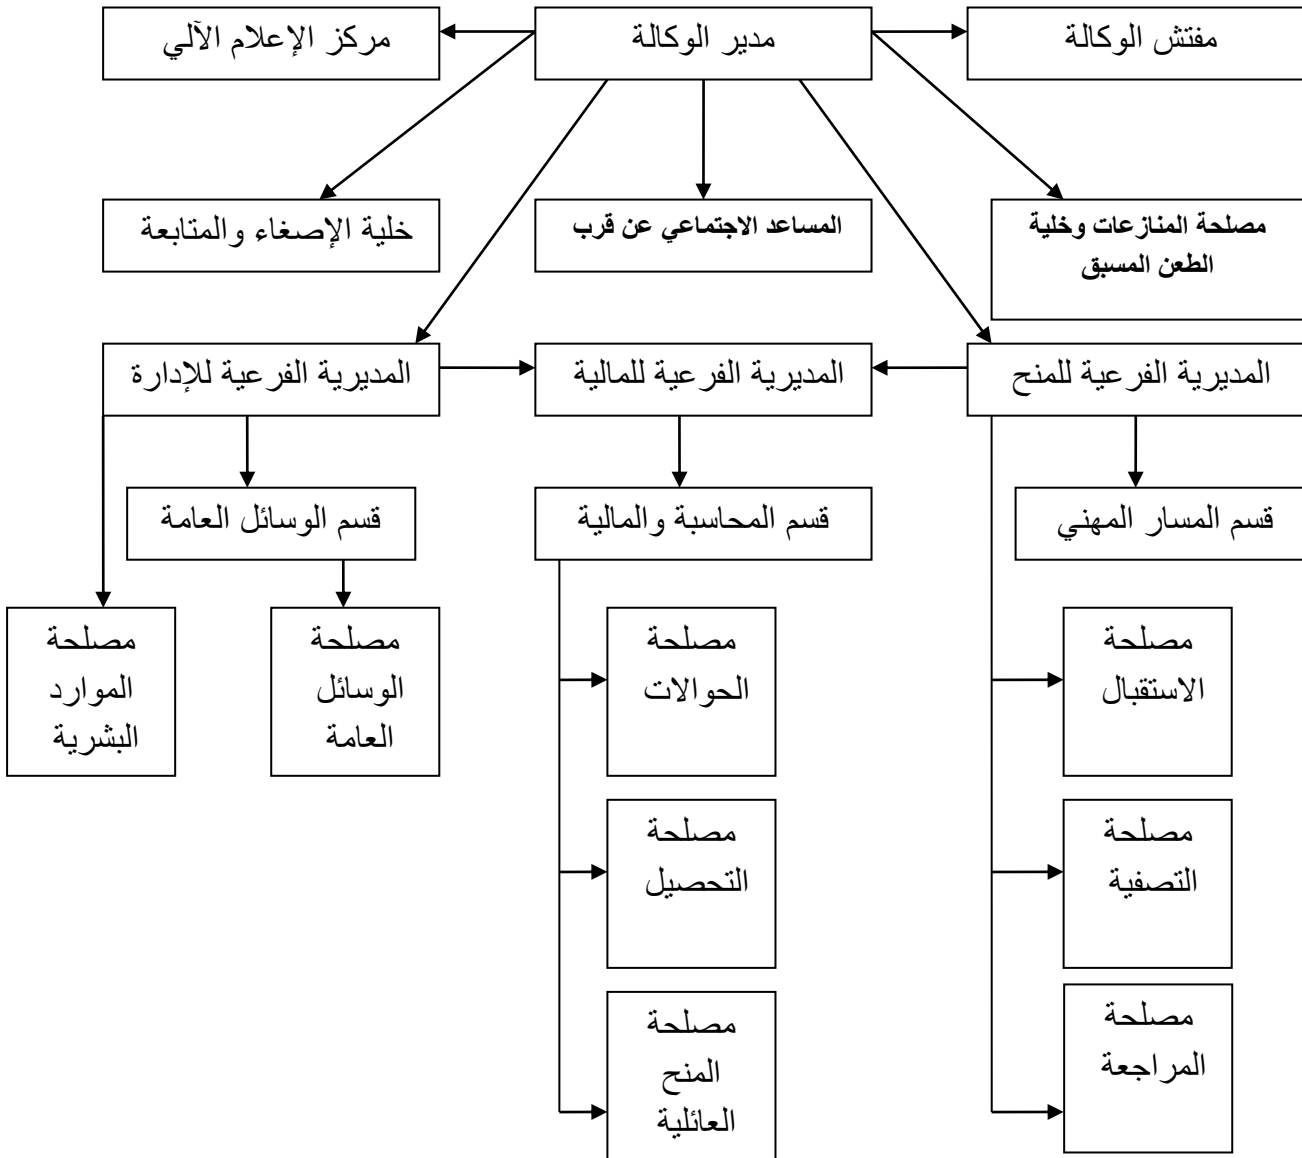 مفتش الوكالة
مدير الوكالة
مركز الإعلام الآلي
مصلحة المنازعات وخلية
الطعن المسبق
المساعد الاجتماعي عن قرب
خلية الإصغاء والمتابعة
المديرية الفرعية للمنح
المديرية الفرعية للمالية
المديرية الفرعية للإدارة
قسم المسار المهني
قسم المحاسبة والمالية
قسم الوسائل العامة
مصلحة
الاستقبال
مصلحة
الحوالات
مصلحة
الوسائل
العامة
مصلحة
الموارد
البشرية
مصلحة
التصفية
مصلحة
التحصيل
مصلحة
المراجعة
مصلحة
المنح
العائلية